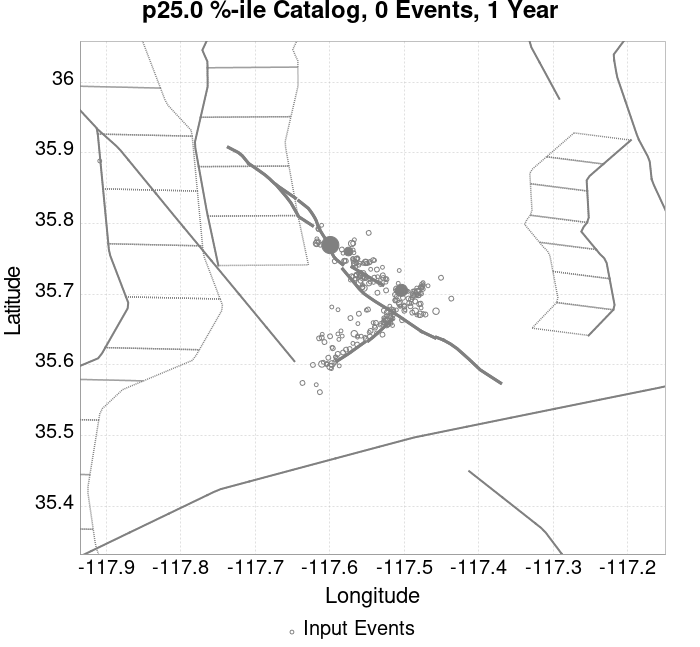 p25.0 %-ile Catalog, 0 Events, 1 Year
36
35.9
35.8
35.7
35.6
35.5
35.4
Latitude
-117.9 -117.8 -117.7 -117.6 -117.5 -117.4 -117.3 -117.2
Longitude
Input Events